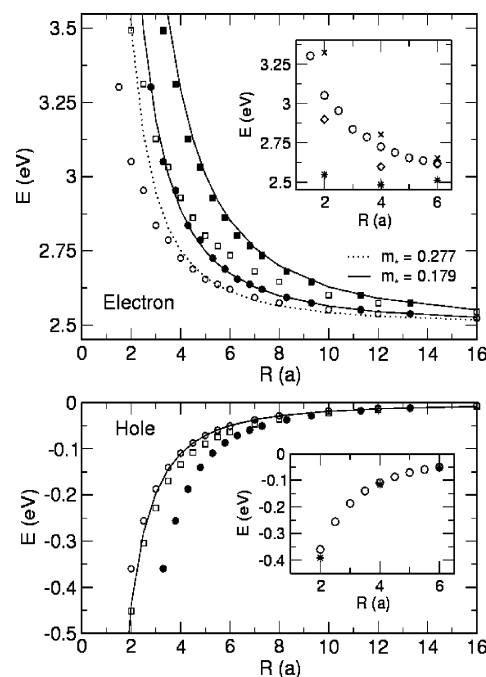 3.5
3.25
3
2.75
2.5
E (eV)
Electron
0 2 4 6 8 10 12 14 16
R (a)
3.25
3
2.75
2.5
E (eV)
2 4 6
R (a)
m* = 0.277
m* = 0.179
0
-0.1
-0.2
-0.3
-0.4
-0.5
E (eV)
Hole
0 2 4 6 8 10 12 14 16
R (a)
0
-0.1
-0.2
-0.3
-0.4
E (eV)
2 4 6
R (a)